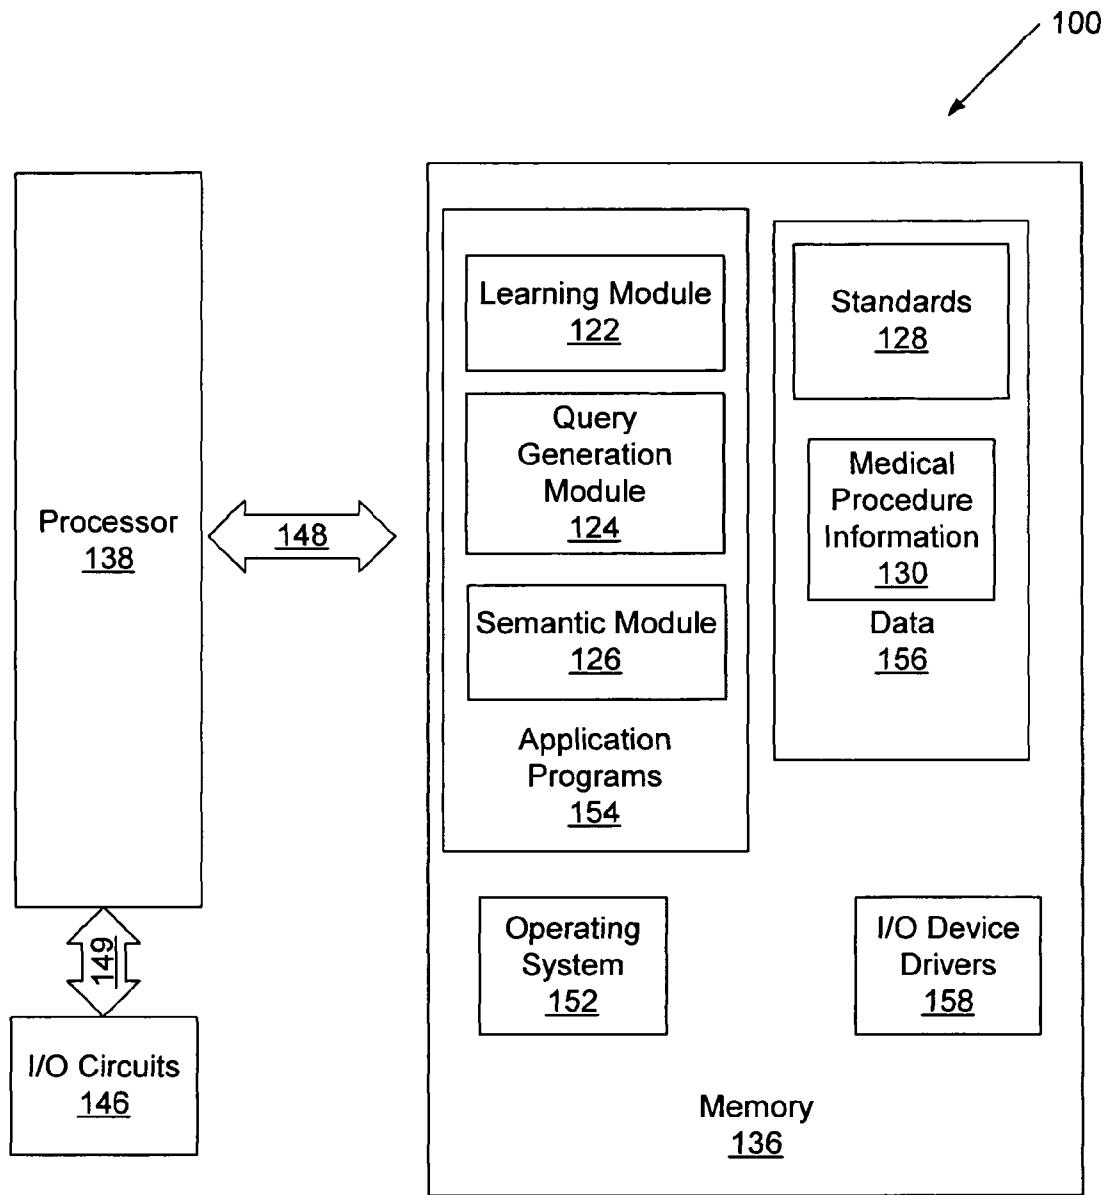 100
Processor
138
148
149
I/O Circuits
146
Learning Module
122
Query
Generation
Module
124
Semantic Module
126
Application
Programs
154
Standards
128
Medical
Procedure
Information
130
Data
156
Operating
System
152
I/O Device
Drivers
158
Memory
136